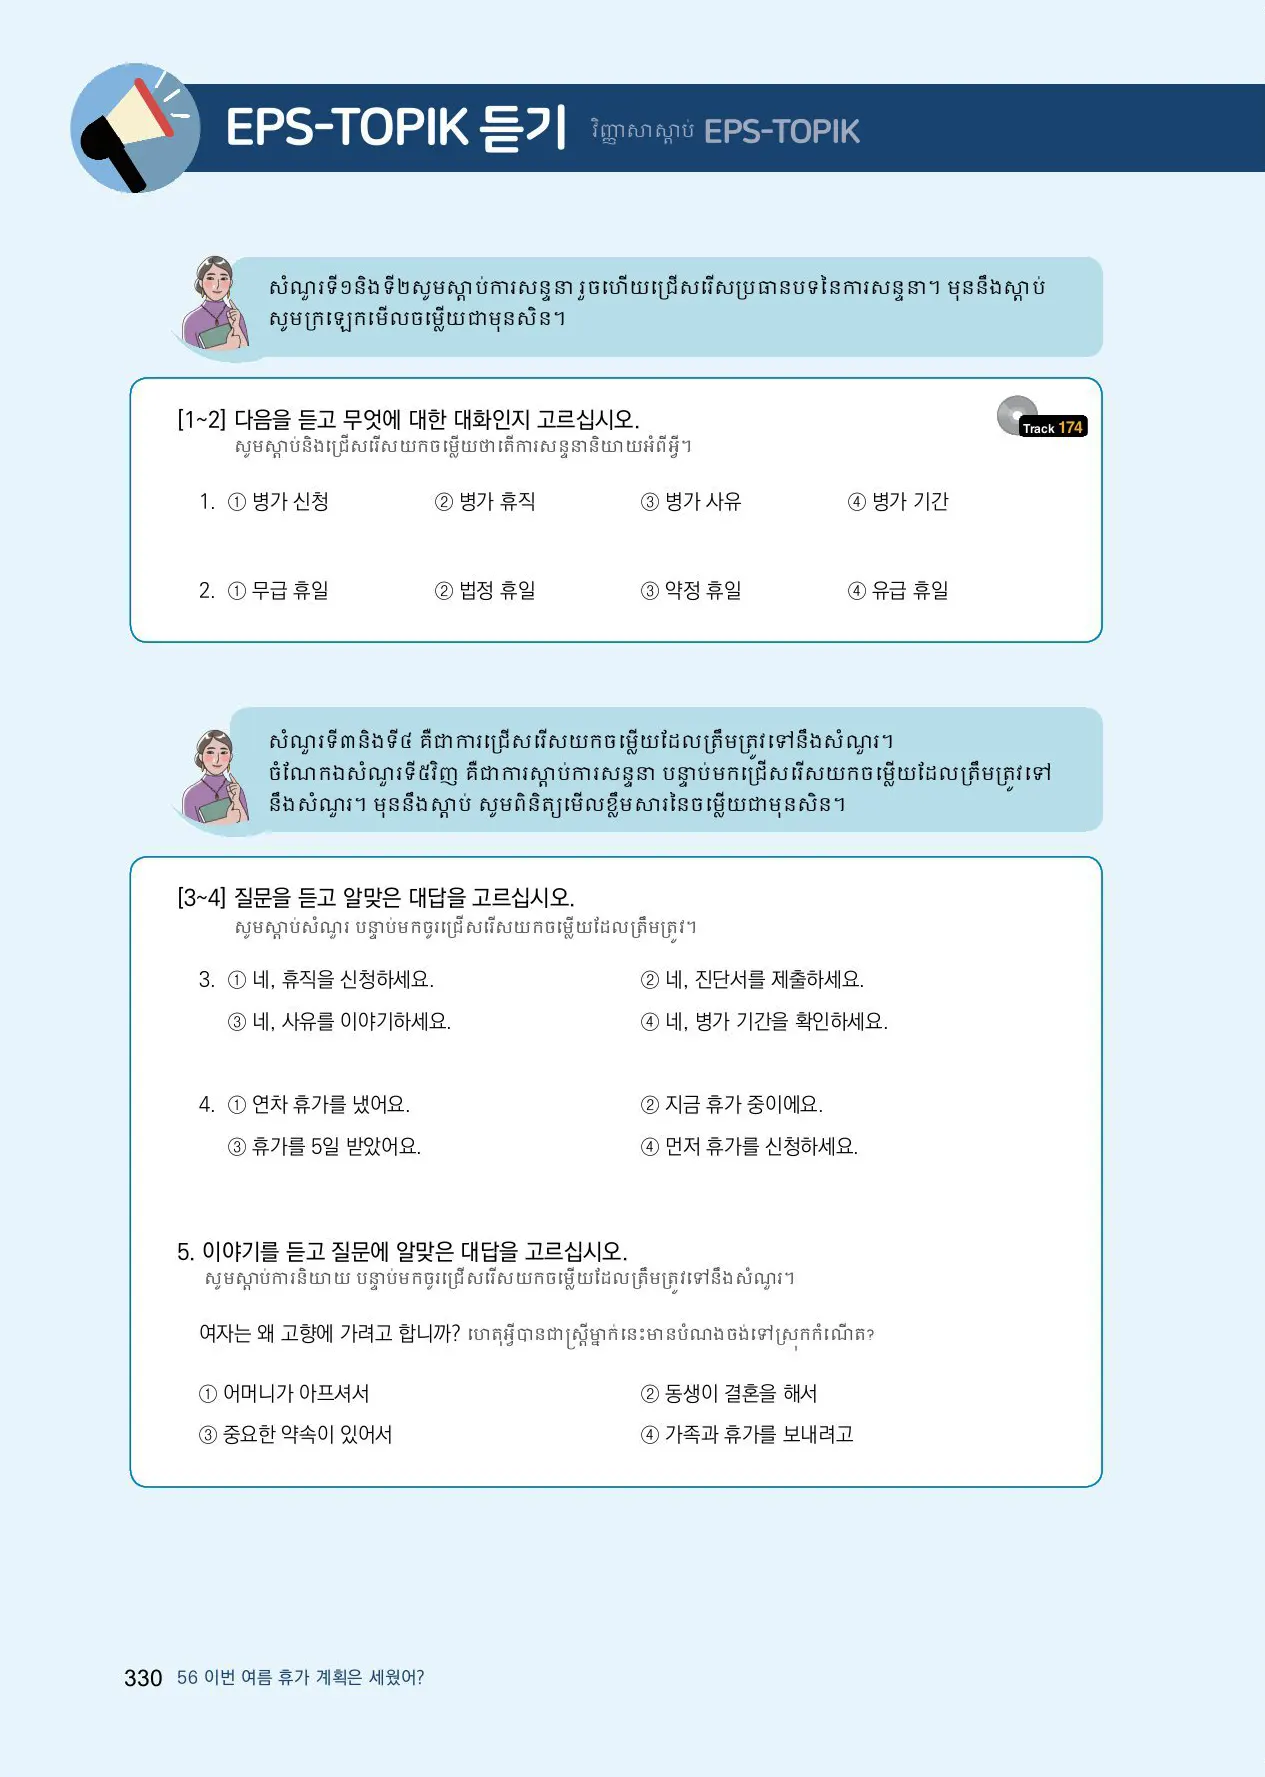 EPS-TOPIK 듣기 វិញ្ញាសាស្តាប់ EPS-TOPIK
សំណួរទី១និងទី២សូមស្តាប់ការសន្ទនា រួចហើយជ្រើសរើសប្រធានបទនៃការសន្ទនា។ មុននឹងស្តាប់
សូមក្រឡេកមើលចម្លើយជាមុនសិន។
[1~2] 다음을 듣고 무엇에 대한 대화인지 고르십시오.
Track 174
សូមស្តាប់និងជ្រើសរើសយកចម្លើយថាតើការសន្ទនានិយាយអំពីអ្វី។
1. ① 병가 신청 ② 병가 휴직 ③ 병가 사유 ④ 병가 기간
2. ① 무급 휴일 ② 법정 휴일 ③ 약정 휴일 ④ 유급 휴일
សំណួរទី៣និងទី៤ គឺជាការជ្រើសរើសយកចម្លើយដែលត្រឹមត្រូវទៅនឹងសំណួរ។
ចំណែកឯសំណួរទី៥វិញ គឺជាការស្តាប់ការសន្ទនា បន្ទាប់មកជ្រើសរើសយកចម្លើយដែលត្រឹមត្រូវទៅ
នឹងសំណួរ។ មុននឹងស្តាប់ សូមពិនិត្យមើលខ្លឹមសារនៃចម្លើយជាមុនសិន។
[3~4] 질문을 듣고 알맞은 대답을 고르십시오.
សូមស្តាប់សំណួរ បន្ទាប់មកចូរជ្រើសរើសយកចម្លើយដែលត្រឹមត្រូវ។
3. ① 네, 휴직을 신청하세요. ② 네, 진단서를 제출하세요.
③ 네, 사유를 이야기하세요. ④ 네, 병가 기간을 확인하세요.
4. ① 연차 휴가를 냈어요. ② 지금 휴가 중이에요.
③ 휴가를 5일 받았어요. ④ 먼저 휴가를 신청하세요.
5. 이야기를 듣고 질문에 알맞은 대답을 고르십시오.
សូមស្តាប់ការនិយាយ បន្ទាប់មកចូរជ្រើសរើសយកចម្លើយដែលត្រឹមត្រូវទៅនឹងសំណួរ។
여자는 왜 고향에 가려고 합니까? ហេតុអ្វីបានជាស្ត្រីម្នាក់នេះមានបំណងចង់ទៅស្រុកកំណើត?
① 어머니가 아프셔서 ② 동생이 결혼을 해서
③ 중요한 약속이 있어서 ④ 가족과 휴가를 보내려고
330 56 이번 여름 휴가 계획은 세웠어?